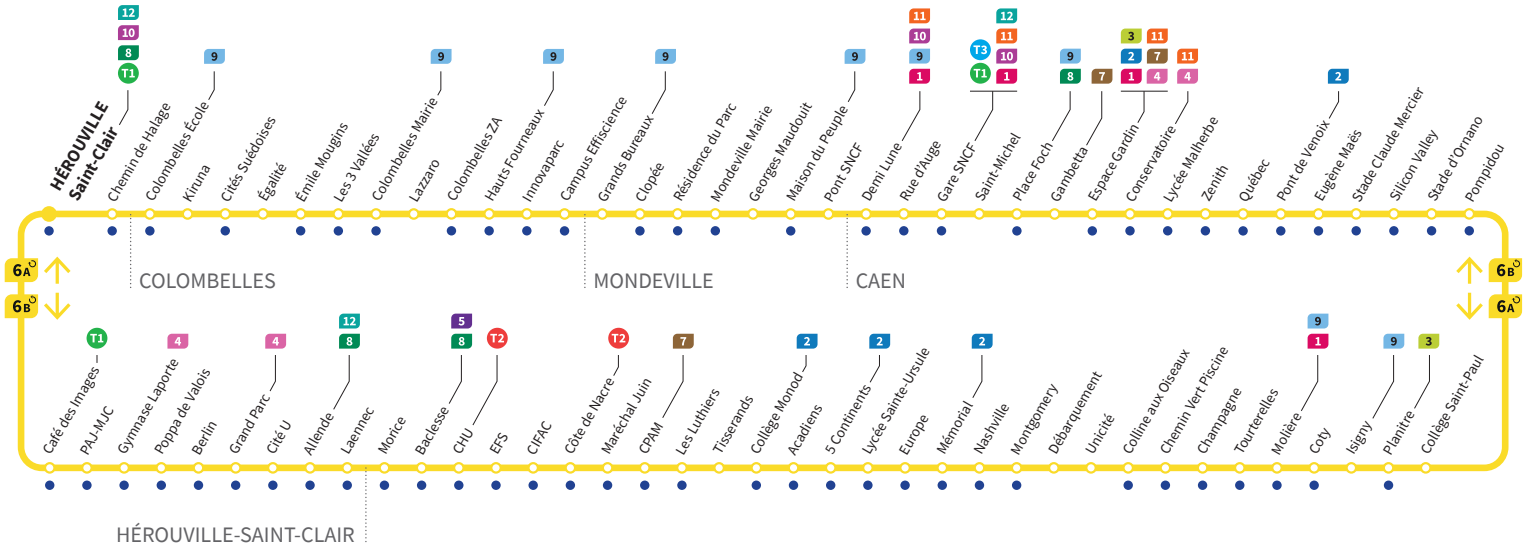 12
10
8
T1
9
9
9
9
9
11
10
9
1
12
T3
11
10
T1
1
9
8
7
3
11
2
7
1
4
11
4
2
HÉROUVILLE
Saint-Clair
Chemin de Halage
Colombelles École
Kiruna
Cités Suédoises
Égalité
Émile Mougins
Les 3 Vallées
Colombelles Mairie
Lazzaro
Colombelles ZA
Hauts Fourneaux
Innovaparc
Campus Effiscience
Grands Bureaux
Clopée
Résidence du Parc
Mondeville Mairie
Georges Maudouit
Maison du Peuple
Pont SNCF
Demi Lune
Rue d'Auge
Gare SNCF
Saint-Michel
Place Foch
Gambetta
Espace Gardin
Conservatoire
Lycée Malherbe
Zenith
Québec
Pont de Venoix
Eugène Maës
Stade Claude Mercier
Silicon Valley
Stade d'Ornano
Pompidou
6A
6B
COLOMBELLES
MONDEVILLE
CAEN
6B
6A
T1
4
4
12
8
5
8
T2
T2
7
2
2
2
9
1
9
3
Café des Images
PAJ-MJC
Gymnase Laporte
Poppa de Valois
Berlin
Grand Parc
Cité U
Allende
Laennec
Morice
Baclesse
CHU
EFS
CIFAC
Côte de Nacre
Maréchal Juin
CPAM
Les Luthiers
Tisserands
Collège Monod
Acadiens
5 Continents
Lycée Sainte-Ursule
Europe
Mémorial
Nashville
Montgomery
Débarquement
Unicité
Colline aux Oiseaux
Chemin Vert Piscine
Champagne
Tourterelles
Molière
Coty
Isigny
Planitre
Collège Saint-Paul
HÉROUVILLE-SAINT-CLAIR